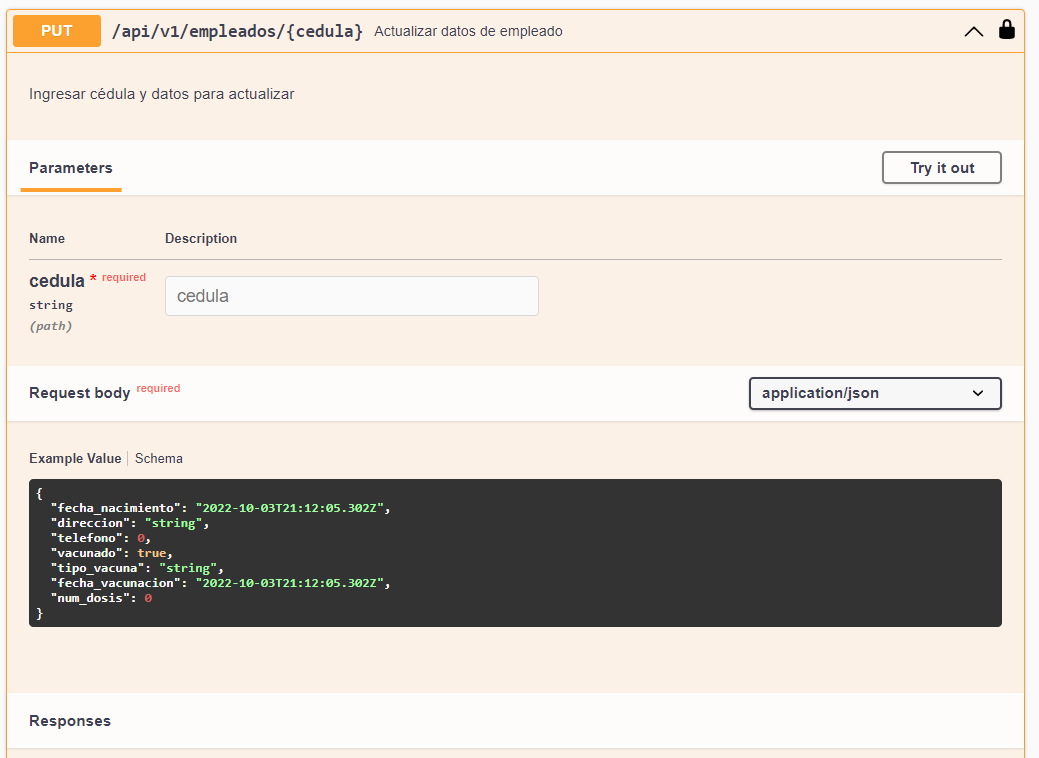 PUT /api/v1/empleados/{cedula} Actualizar datos de empleado
Ingresar cédula y datos para actualizar
Parameters Try it out
Name Description
cedula * required cedula
string
(path)
Request body required application/json
Example Value Schema
{
"fecha_nacimiento": "2022-10-03T21:12:05.302Z",
"direccion": "string",
"telefono": 0,
"vacunado": true,
"tipo_vacuna": "string",
"fecha_vacunacion": "2022-10-03T21:12:05.302Z",
"num_dosis": 0
}
Responses